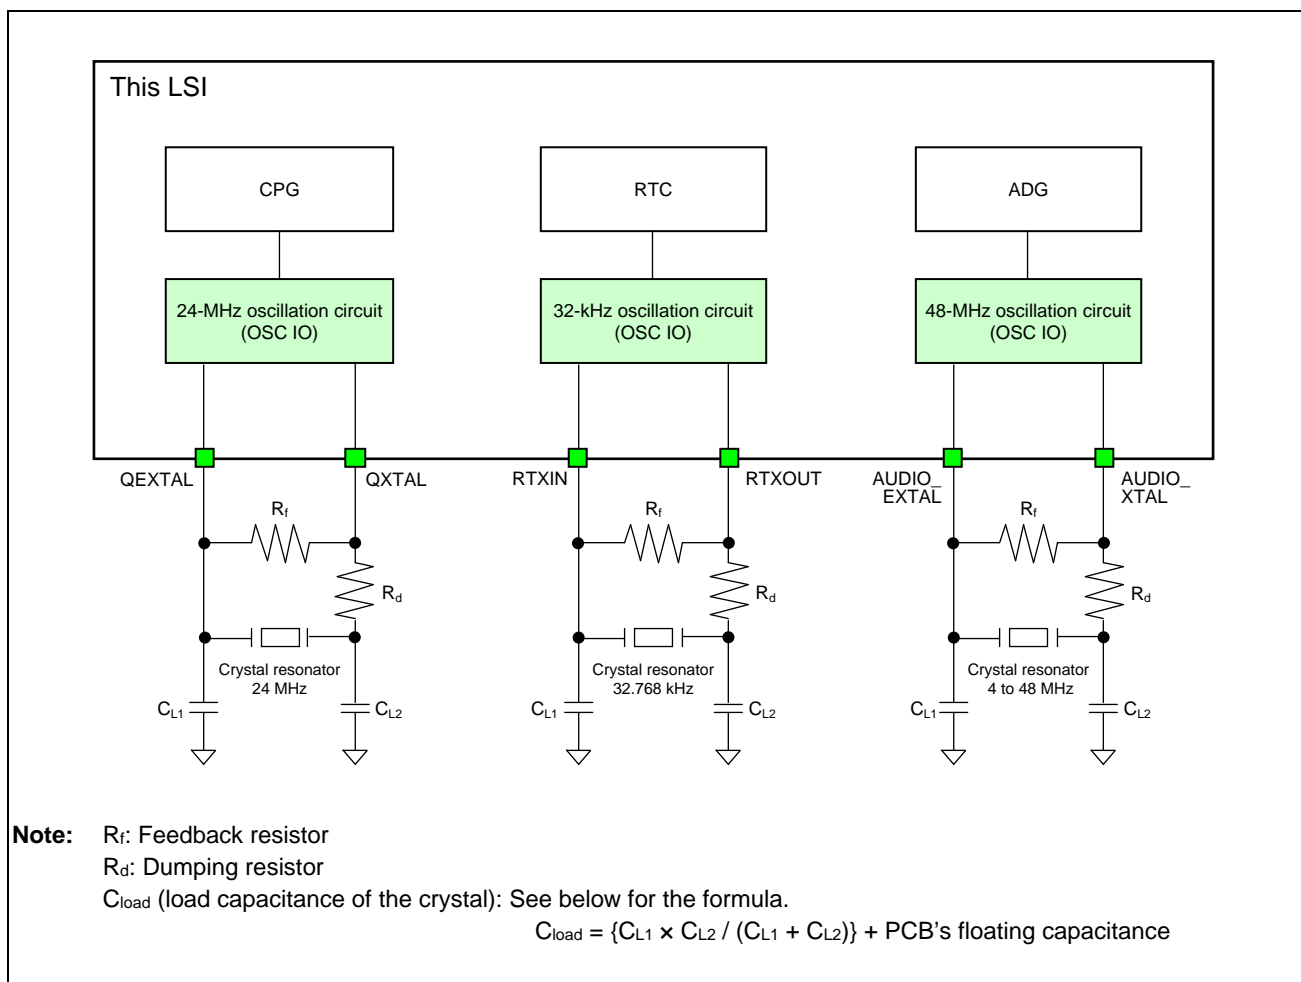 This LSI
CPG
RTC
ADG
24-MHz oscillation circuit
(OSC IO)
32-kHz oscillation circuit
(OSC IO)
48-MHz oscillation circuit
(OSC IO)
QEXTAL
QXTAL
RTXIN
RTXOUT
AUDIO_
EXTAL
AUDIO_
XTAL
Rf
Rd
Crystal resonator
24 MHz
CL1
CL2
Rf
Rd
Crystal resonator
32.768 kHz
CL1
CL2
Rf
Rd
Crystal resonator
4 to 48 MHz
CL1
CL2
Note: Rf: Feedback resistor
Rd: Dumping resistor
Cload (load capacitance of the crystal): See below for the formula.
Cload = {CL1 × CL2 / (CL1 + CL2)} + PCB's floating capacitance